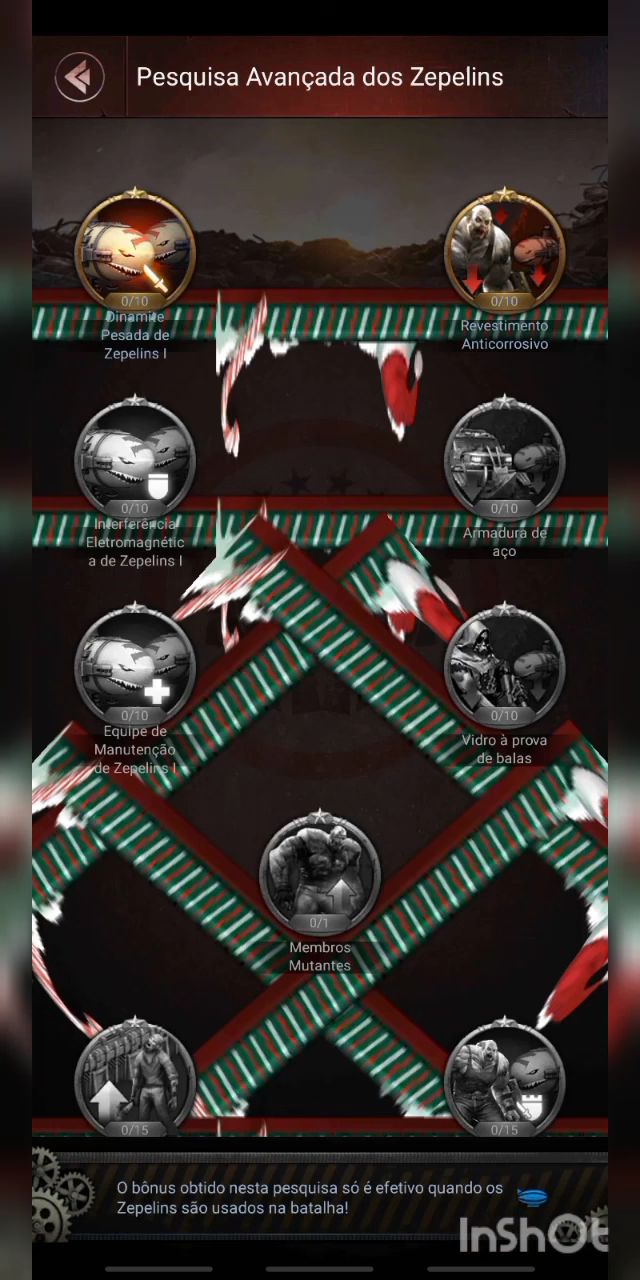 Pesquisa Avançada dos Zepelins
0/10
Dinamite
Pesada de
Zepelins I
0/10
Revestimento
Anticorrosivo
0/10
Interferência
Eletromagnétic
a de Zepelins I
0/10
Armadura de
aço
0/10
Equipe de
Manutenção
de Zepelins I
0/10
Vidro à prova
de balas
0/1
Membros
Mutantes
0/15
0/15
O bônus obtido nesta pesquisa só é efetivo quando os
Zepelins são usados na batalha!
InShOt